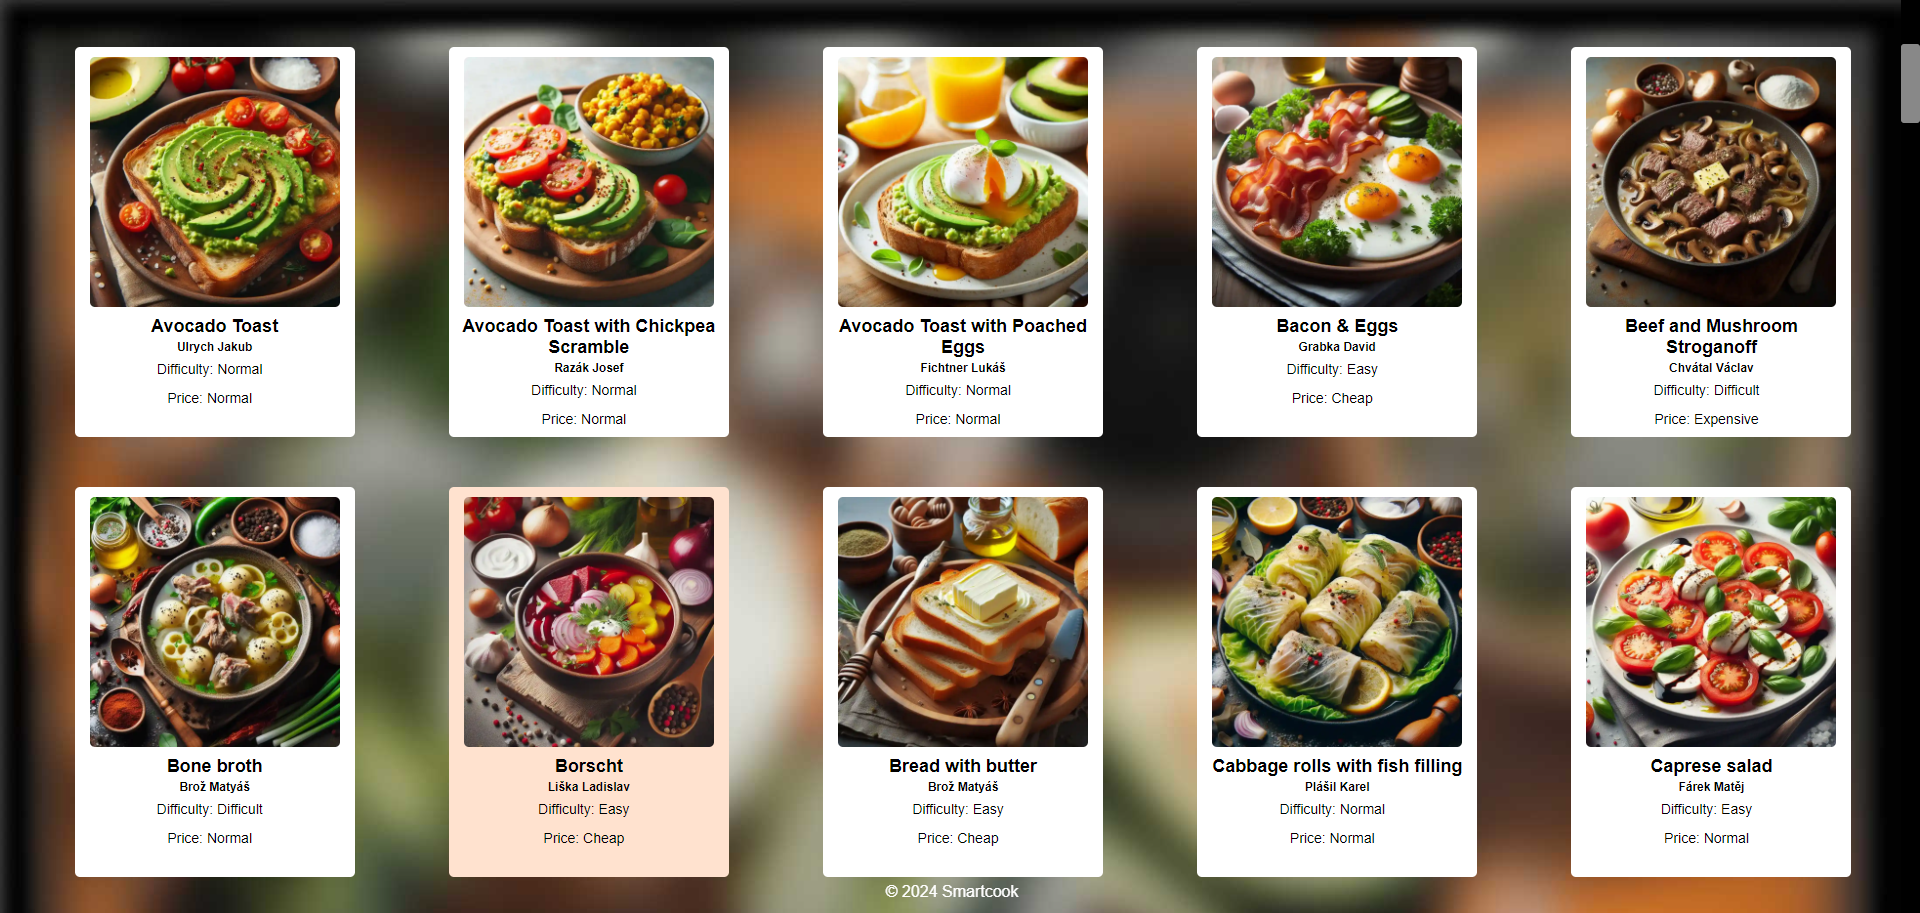 Avocado Toast
Ulrych Jakub
Difficulty: Normal
Price: Normal
Avocado Toast with Chickpea
Scramble
Razák Josef
Difficulty: Normal
Price: Normal
Avocado Toast with Poached
Eggs
Fichtner Lukáš
Difficulty: Normal
Price: Normal
Bacon & Eggs
Grabka David
Difficulty: Easy
Price: Cheap
Beef and Mushroom
Stroganoff
Chvátal Václav
Difficulty: Difficult
Price: Expensive
Bone broth
Brož Matyáš
Difficulty: Difficult
Price: Normal
Borscht
Liška Ladislav
Difficulty: Easy
Price: Cheap
Bread with butter
Brož Matyáš
Difficulty: Easy
Price: Cheap
Cabbage rolls with fish filling
Plášil Karel
Difficulty: Normal
Price: Normal
Caprese salad
Fárek Matěj
Difficulty: Easy
Price: Normal
© 2024 Smartcook